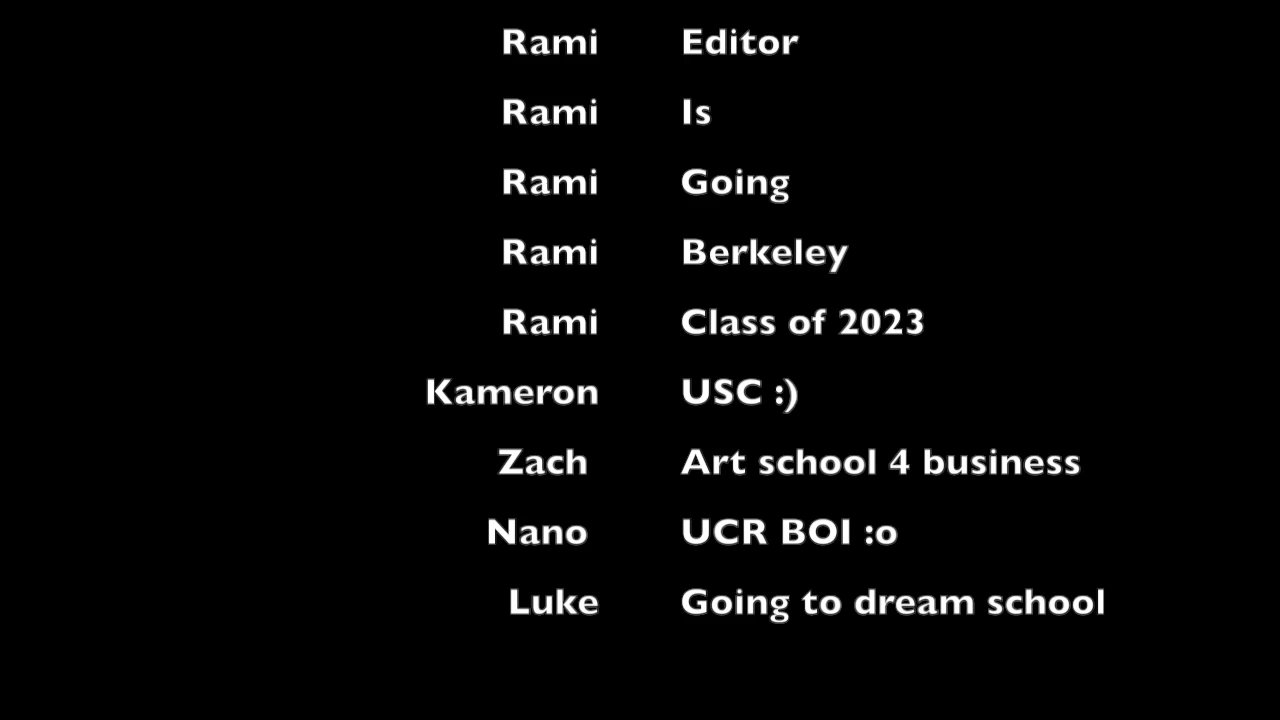 Rami Editor
Rami Is
Rami Going
Rami Berkeley
Rami Class of 2023
Kameron USC :)
Zach Art school 4 business
Nano UCR BOI :o
Luke Going to dream school